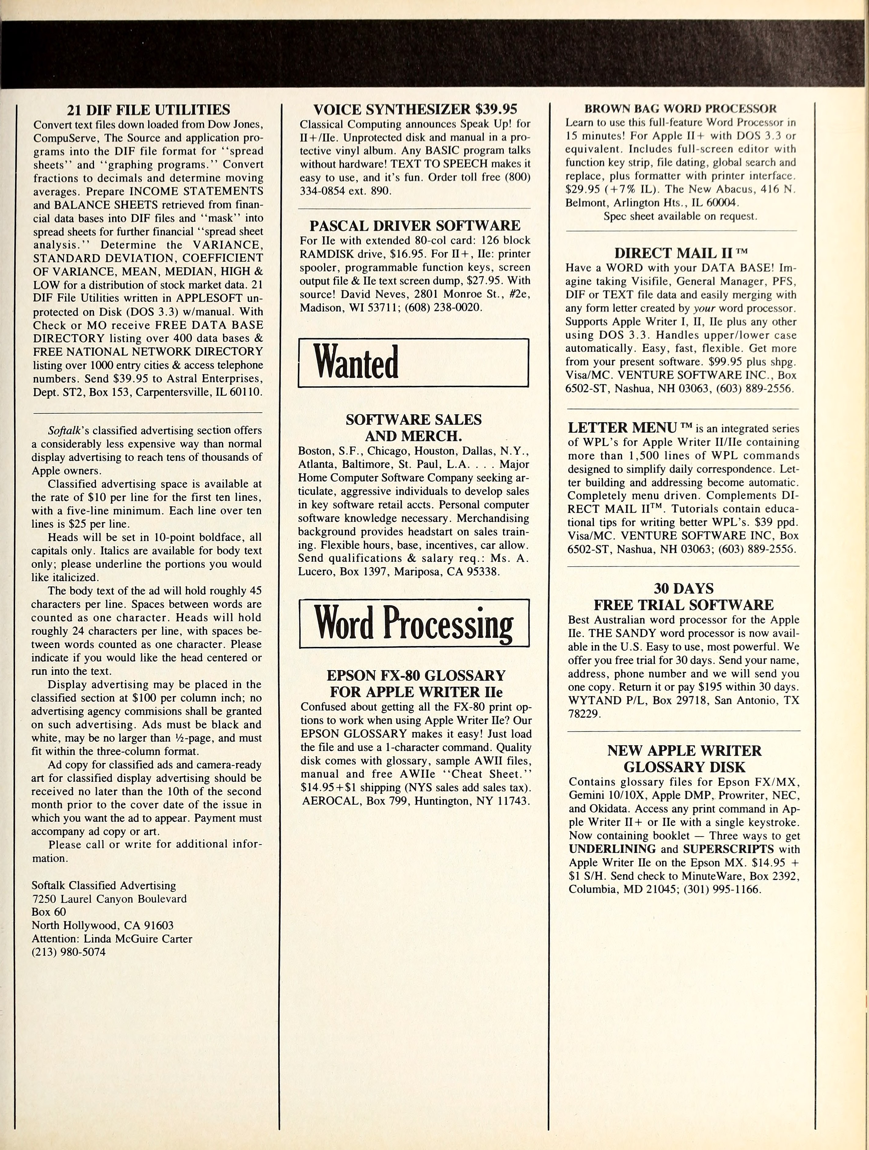 21 DIF FILE UTILITIES
Convert text files down loaded from Dow Jones,
CompuServe, The Source and application pro-
grams into the DIF file format for "spread
sheets" and "graphing programs." Convert
fractions to decimals and determine moving
averages. Prepare INCOME STATEMENTS
and BALANCE SHEETS retrieved from finan-
cial data bases into DIF files and "mask" into
spread sheets for further financial "spread sheet
analysis." Determine the VARIANCE,
STANDARD DEVIATION, COEFFICIENT
OF VARIANCE, MEAN, MEDIAN, HIGH &
LOW for a distribution of stock market data. 21
DIF File Utilities written in APPLESOFT un-
protected on Disk (DOS 3.3) w/manual. With
Check or MO receive FREE DATA BASE
DIRECTORY listing over 400 data bases &
FREE NATIONAL NETWORK DIRECTORY
listing over 1000 entry cities & access telephone
numbers. Send $39.95 to Astral Enterprises,
Dept. ST2, Box 153, Carpentersville, IL 60110.
Softalk's classified advertising section offers
a considerably less expensive way than normal
display advertising to reach tens of thousands of
Apple owners.
Classified advertising space is available at
the rate of $10 per line for the first ten lines,
with a five-line minimum. Each line over ten
lines is $25 per line.
Heads will be set in 10-point boldface, all
capitals only. Italics are available for body text
only; please underline the portions you would
like italicized.
The body text of the ad will hold roughly 45
characters per line. Spaces between words are
counted as one character. Heads will hold
roughly 24 characters per line, with spaces be-
tween words counted as one character. Please
indicate if you would like the head centered or
run into the text.
Display advertising may be placed in the
classified section at $100 per column inch; no
advertising agency commisions shall be granted
on such advertising. Ads must be black and
white, may be no larger than ½-page, and must
fit within the three-column format.
Ad copy for classified ads and camera-ready
art for classified display advertising should be
received no later than the 10th of the second
month prior to the cover date of the issue in
which you want the ad to appear. Payment must
accompany ad copy or art.
Please call or write for additional infor-
mation.
Softalk Classified Advertising
7250 Laurel Canyon Boulevard
Box 60
North Hollywood, CA 91603
Attention: Linda McGuire Carter
(213) 980-5074
VOICE SYNTHESIZER $39.95
Classical Computing announces Speak Up! for
II+/IIe. Unprotected disk and manual in a pro-
tective vinyl album. Any BASIC program talks
without hardware! TEXT TO SPEECH makes it
easy to use, and it's fun. Order toll free (800)
334-0854 ext. 890.
PASCAL DRIVER SOFTWARE
For IIe with extended 80-col card: 126 block
RAMDISK drive, $16.95. For II+, IIe: printer
spooler, programmable function keys, screen
output file & IIe text screen dump, $27.95. With
source! David Neves, 2801 Monroe St., #2e,
Madison, WI 53711; (608) 238-0020.
Wanted
SOFTWARE SALES
AND MERCH.
Boston, S.F., Chicago, Houston, Dallas, N.Y.,
Atlanta, Baltimore, St. Paul, L.A. . . . Major
Home Computer Software Company seeking ar-
ticulate, aggressive individuals to develop sales
in key software retail accts. Personal computer
software knowledge necessary. Merchandising
background provides headstart on sales train-
ing. Flexible hours, base, incentives, car allow.
Send qualifications & salary req.: Ms. A.
Lucero, Box 1397, Mariposa, CA 95338.
Word Processing
EPSON FX-80 GLOSSARY
FOR APPLE WRITER IIe
Confused about getting all the FX-80 print op-
tions to work when using Apple Writer IIe? Our
EPSON GLOSSARY makes it easy! Just load
the file and use a 1-character command. Quality
disk comes with glossary, sample AWII files,
manual and free AWIIe "Cheat Sheet."
$14.95+$1 shipping (NYS sales add sales tax).
AEROCAL, Box 799, Huntington, NY 11743.
BROWN BAG WORD PROCESSOR
Learn to use this full-feature Word Processor in
15 minutes! For Apple II+ with DOS 3.3 or
equivalent. Includes full-screen editor with
function key strip, file dating, global search and
replace, plus formatter with printer interface.
$29.95 (+7% IL). The New Abacus, 416 N.
Belmont, Arlington Hts., IL 60004.
Spec sheet available on request.
DIRECT MAIL II™
Have a WORD with your DATA BASE! Im-
agine taking Visifile, General Manager, PFS,
DIF or TEXT file data and easily merging with
any form letter created by your word processor.
Supports Apple Writer I, II, IIe plus any other
using DOS 3.3. Handles upper/lower case
automatically. Easy, fast, flexible. Get more
from your present software. $99.95 plus shpg.
Visa/MC. VENTURE SOFTWARE INC., Box
6502-ST, Nashua, NH 03063, (603) 889-2556.
LETTER MENU™ is an integrated series
of WPL's for Apple Writer II/IIe containing
more than 1,500 lines of WPL commands
designed to simplify daily correspondence. Let-
ter building and addressing become automatic.
Completely menu driven. Complements DI-
RECT MAIL II™. Tutorials contain educa-
tional tips for writing better WPL's. $39 ppd.
Visa/MC. VENTURE SOFTWARE INC, Box
6502-ST, Nashua, NH 03063; (603) 889-2556.
30 DAYS
FREE TRIAL SOFTWARE
Best Australian word processor for the Apple
IIe. THE SANDY word processor is now avail-
able in the U.S. Easy to use, most powerful. We
offer you free trial for 30 days. Send your name,
address, phone number and we will send you
one copy. Return it or pay $195 within 30 days.
WYTAND P/L, Box 29718, San Antonio, TX
78229.
NEW APPLE WRITER
GLOSSARY DISK
Contains glossary files for Epson FX/MX,
Gemini 10/10X, Apple DMP, Prowriter, NEC,
and Okidata. Access any print command in Ap-
ple Writer II+ or IIe with a single keystroke.
Now containing booklet — Three ways to get
UNDERLINING and SUPERSCRIPTS with
Apple Writer IIe on the Epson MX. $14.95 +
$1 S/H. Send check to MinuteWare, Box 2392,
Columbia, MD 21045; (301) 995-1166.